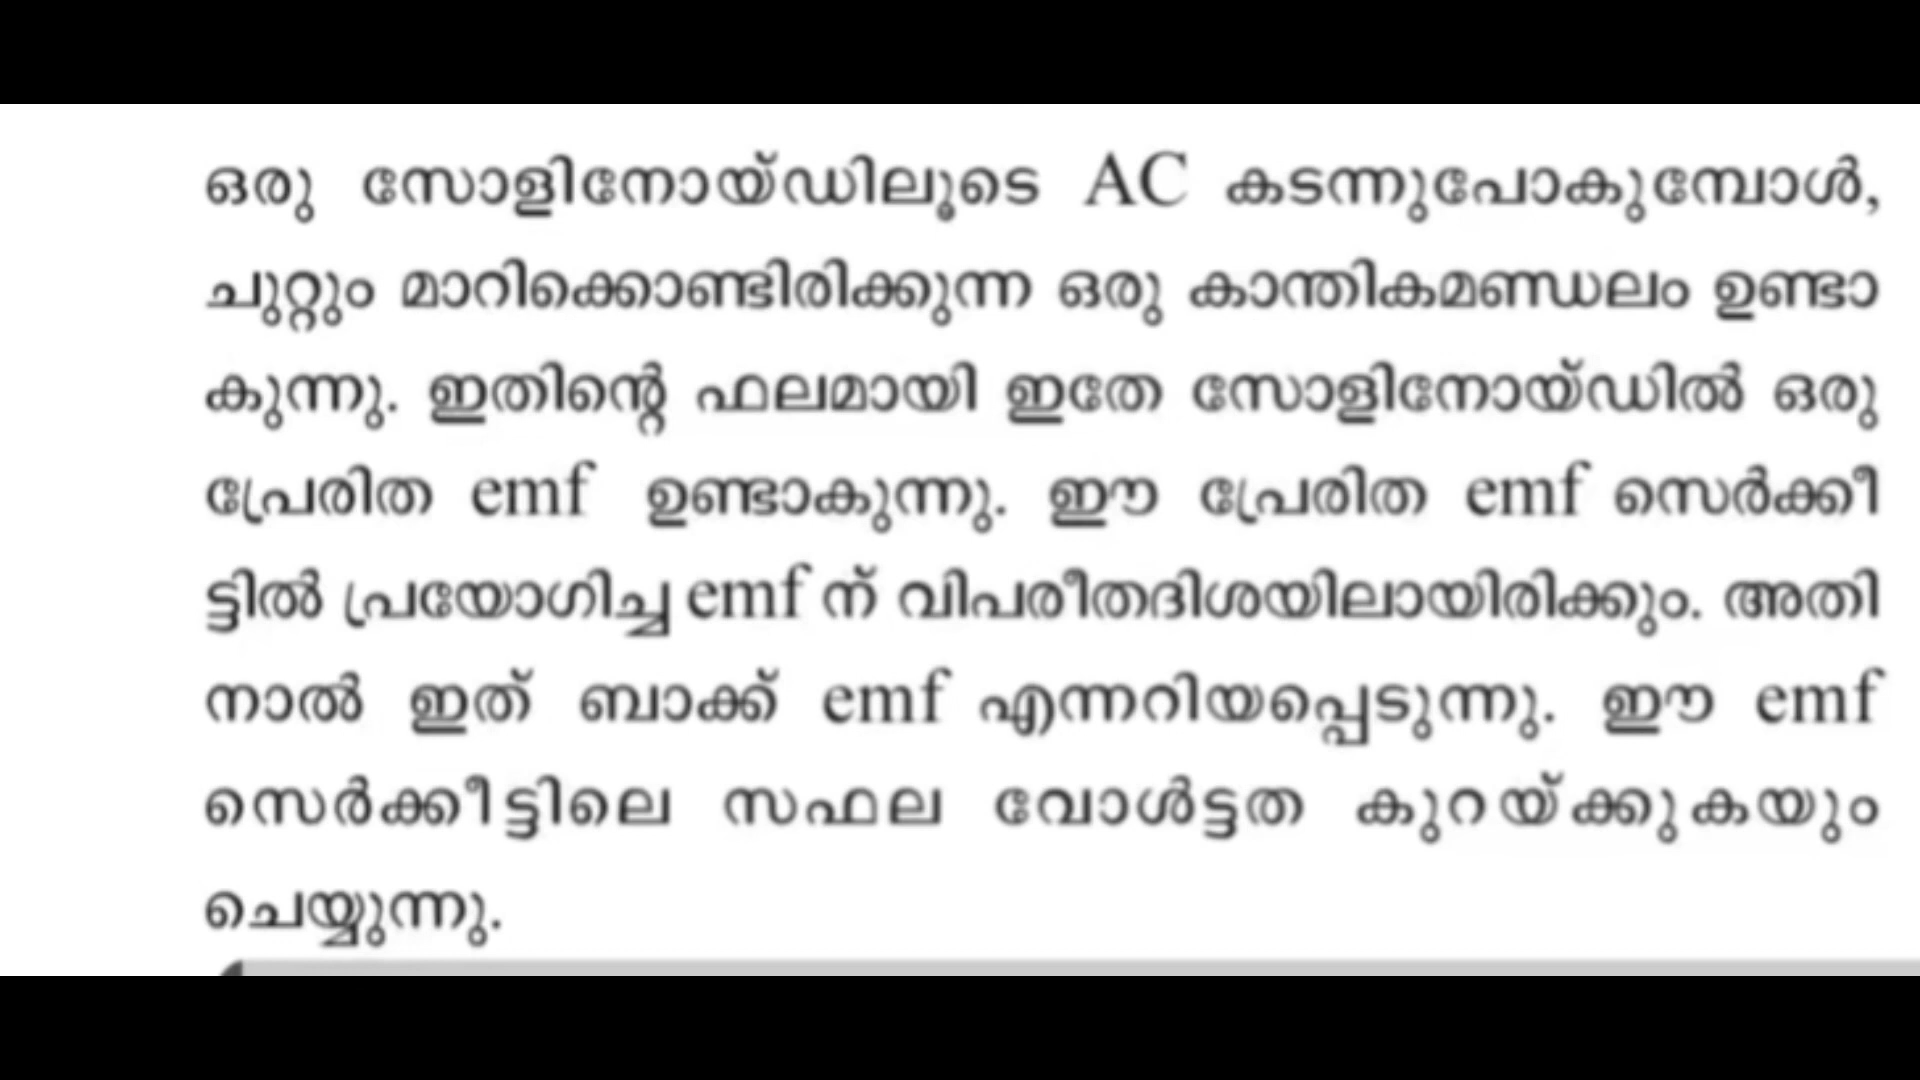 ഒരു സോളിനോയ്ഡിലൂടെ AC കടന്നുപോകുമ്പോൾ,
ചുറ്റും മാറിക്കൊണ്ടിരിക്കുന്ന ഒരു കാന്തികമണ്ഡലം ഉണ്ടാ
കുന്നു. ഇതിന്റെ ഫലമായി ഇതേ സോളിനോയ്ഡിൽ ഒരു
പ്രേരിത emf ഉണ്ടാകുന്നു. ഈ പ്രേരിത emf സെർക്കീ
ട്ടിൽ പ്രയോഗിച്ച emf ന് വിപരീതദിശയിലായിരിക്കും. അതി
നാൽ ഇത് ബാക്ക് emf എന്നറിയപ്പെടുന്നു. ഈ emf
സെർക്കീട്ടിലെ സഫല വോൾട്ടത കുറയ്ക്കുകയും
ചെയ്യുന്നു.